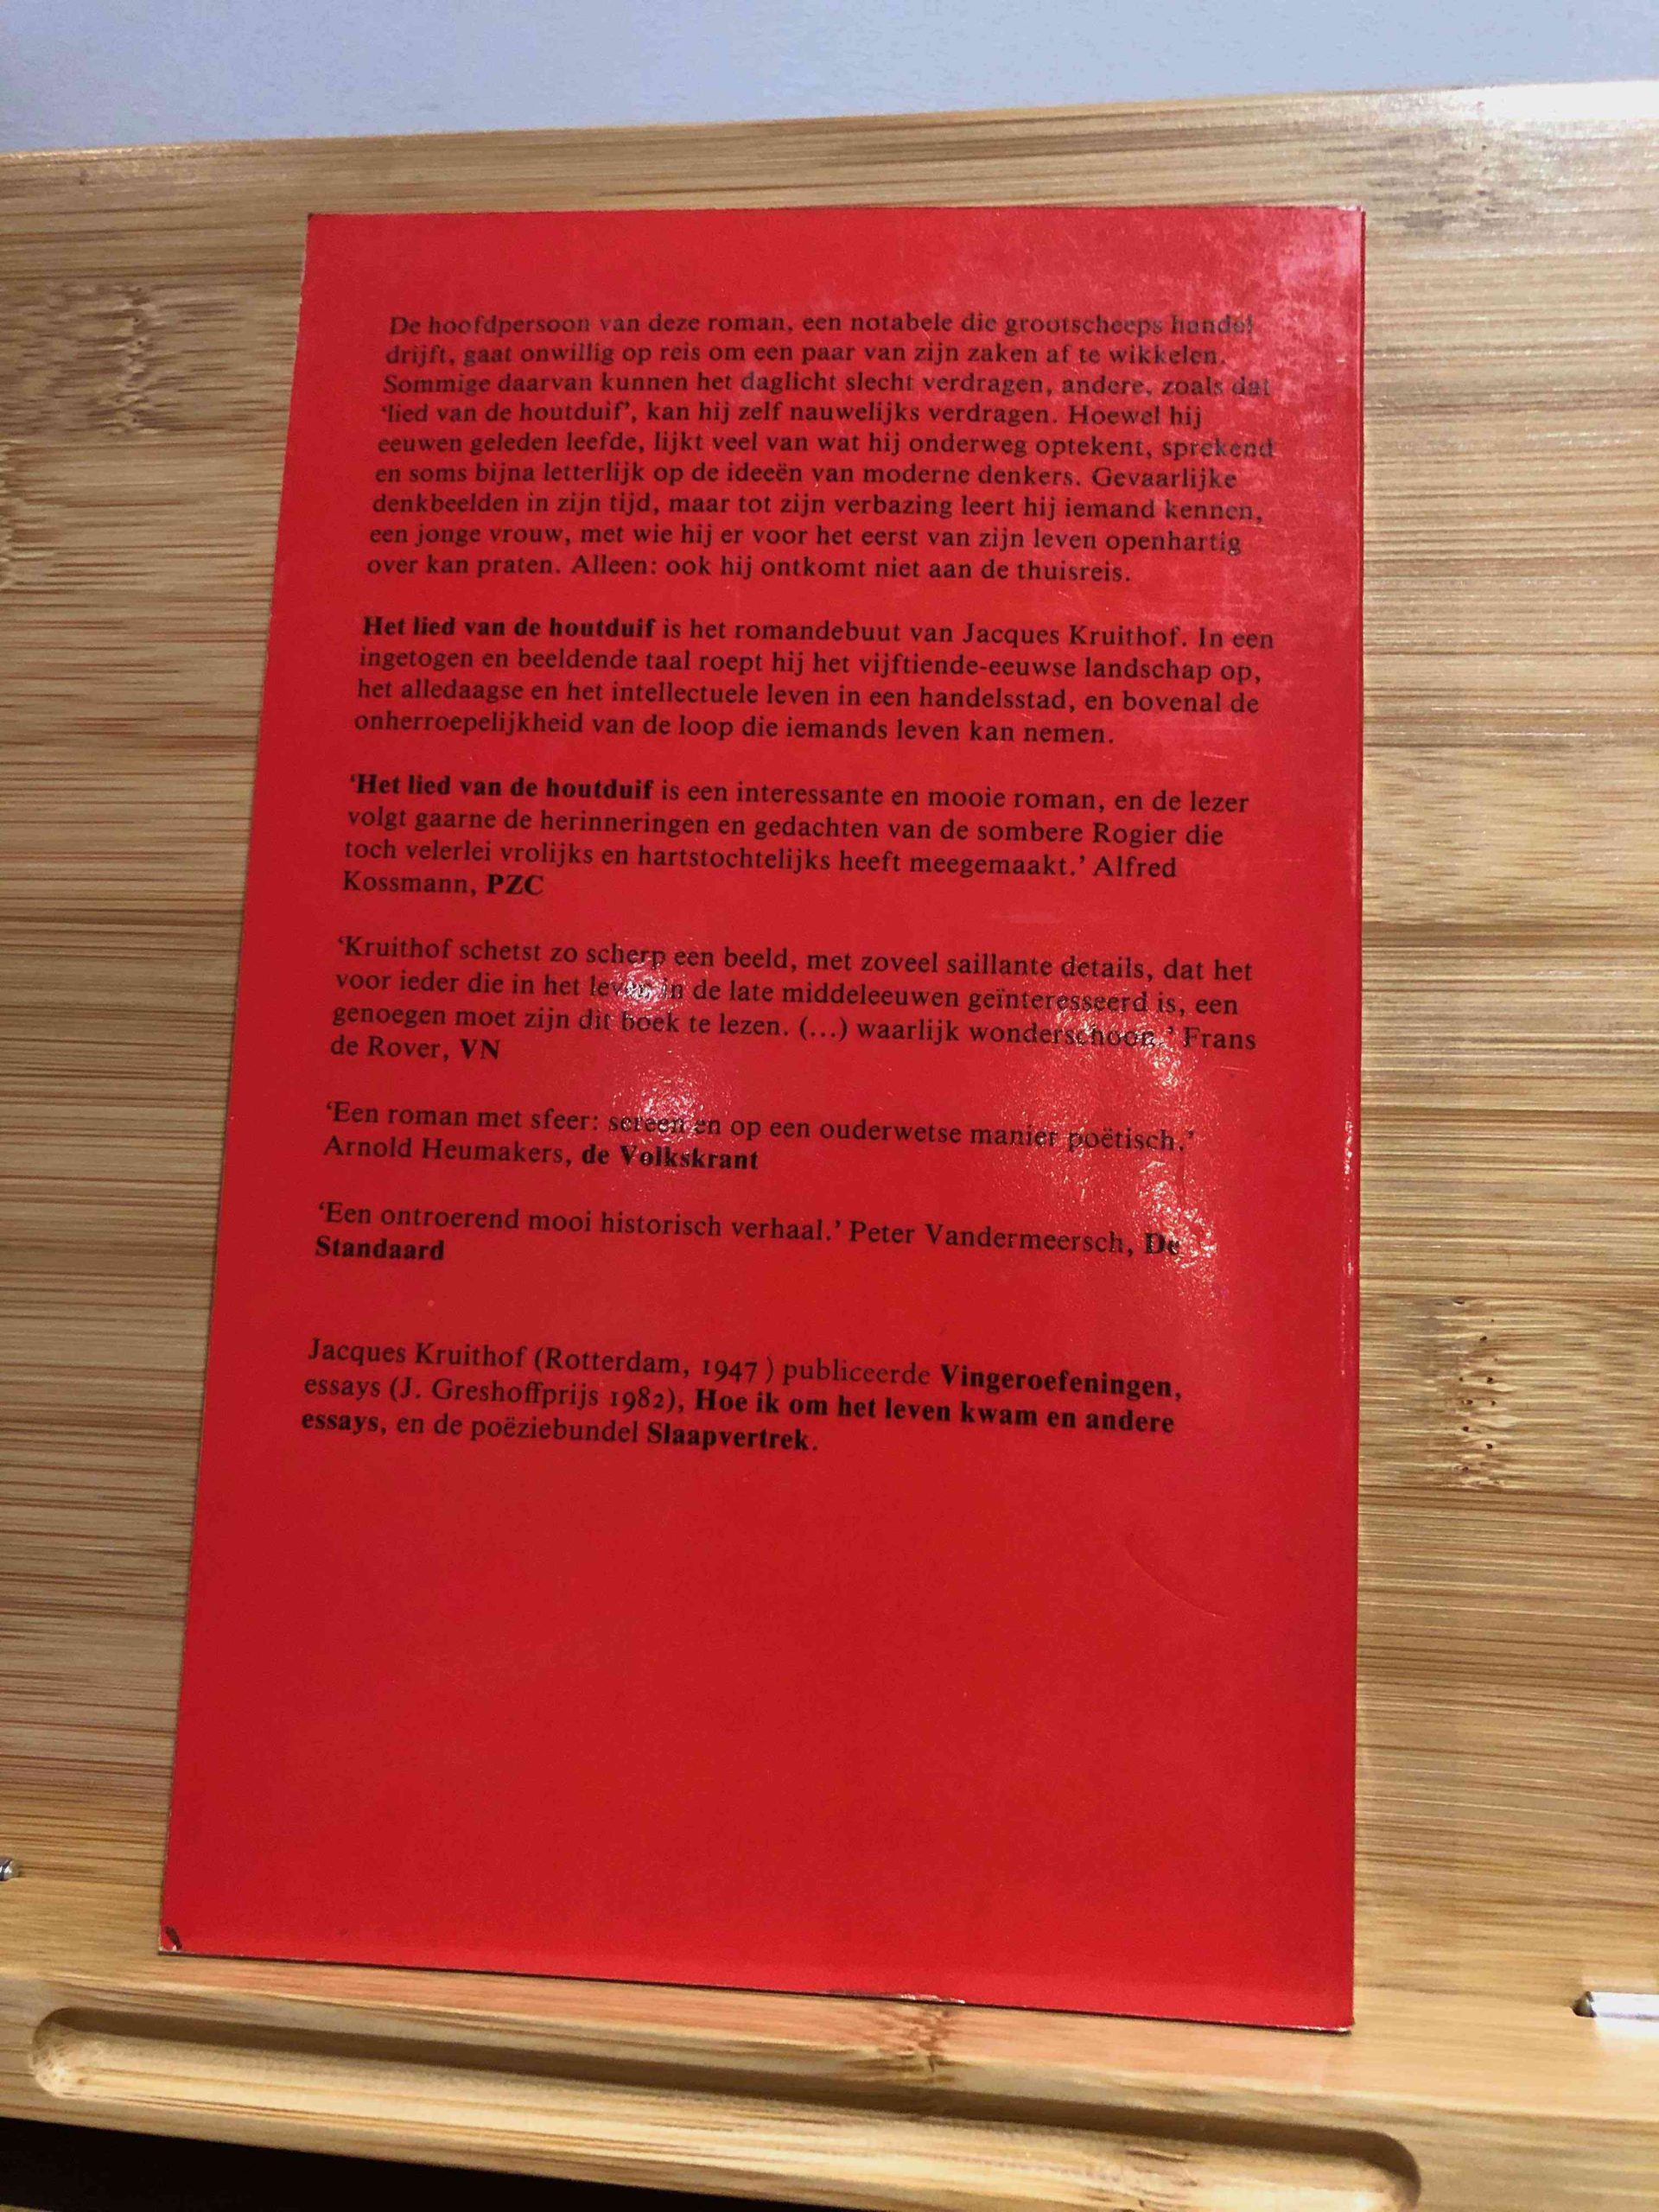 De hoofdpersoon van deze roman, een notabele die grootscheeps handel
drijft, gaat onwillig op reis om een paar van zijn zaken af te wikkelen.
Sommige daarvan kunnen het daglicht slecht verdragen, andere, zoals dat
‘lied van de houtduif’, kan hij zelf nauwelijks verdragen. Hoewel hij
eeuwen geleden leefde, lijkt veel van wat hij onderweg optekent, sprekend
en soms bijna letterlijk op de ideeën van moderne denkers. Gevaarlijke
denkbeelden in zijn tijd, maar tot zijn verbazing leert hij iemand kennen,
een jonge vrouw, met wie hij er voor het eerst van zijn leven openhartig
over kan praten. Alleen: ook hij ontkomt niet aan de thuisreis.
Het lied van de houtduif is het romandebuut van Jacques Kruithof. In een
ingetogen en beeldende taal roept hij het vijftiende-eeuwse landschap op,
het alledaagse en het intellectuele leven in een handelsstad, en bovenal de
onherroepelijkheid van de loop die iemands leven kan nemen.
‘Het lied van de houtduif is een interessante en mooie roman, en de lezer
volgt gaarne de herinneringen en gedachten van de sombere Rogier die
toch velerlei vrolijks en hartstochtelijks heeft meegemaakt.’ Alfred
Kossmann, PZC
‘Kruithof schetst zo scherp een beeld, met zoveel saillante details, dat het
voor ieder die in het leven in de late middeleeuwen geïnteresseerd is, een
genoegen moet zijn dit boek te lezen. (...) waarlijk wonderschoon.’ Frans
de Rover, VN
‘Een roman met sfeer: sereen en op een ouderwetse manier poëtisch.’
Arnold Heumakers, de Volkskrant
‘Een ontroerend mooi historisch verhaal.’ Peter Vandermeersch, De
Standaard
Jacques Kruithof (Rotterdam, 1947 ) publiceerde Vingeroefeningen,
essays (J. Greshoffprijs 1982), Hoe ik om het leven kwam en andere
essays, en de poëziebundel Slaapvertrek.